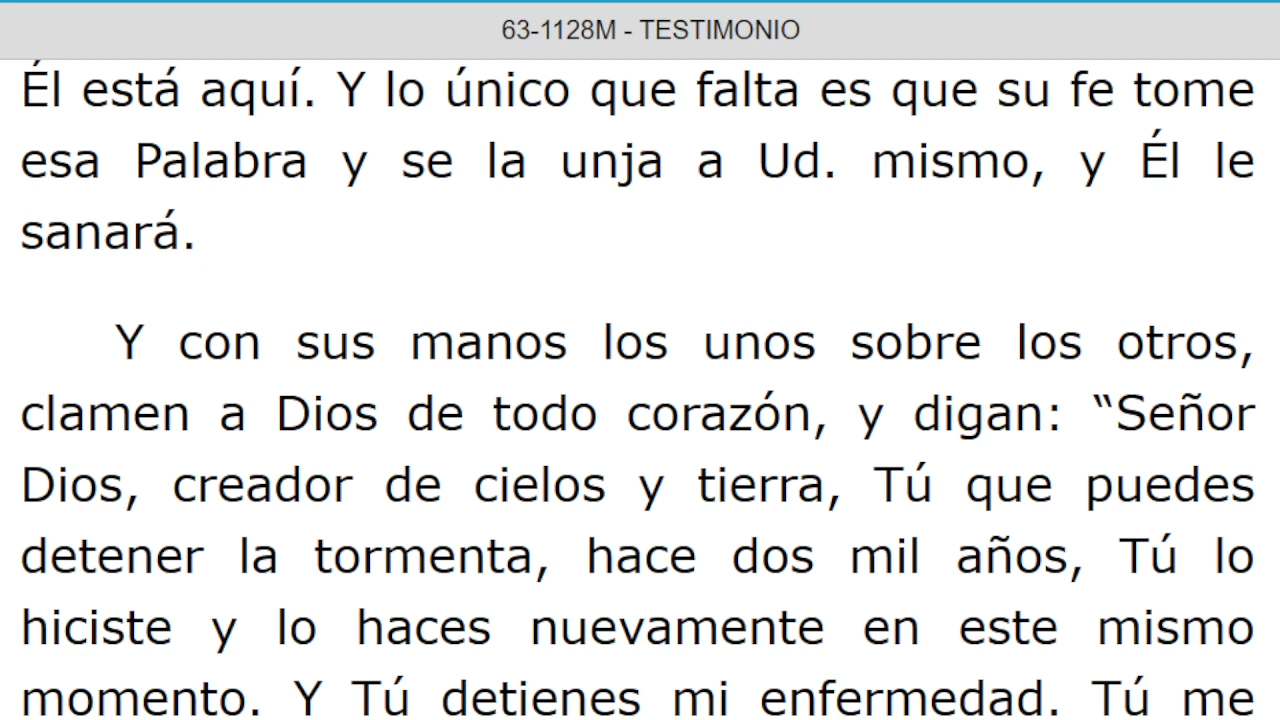 63-1128M - TESTIMONIO
Él está aquí. Y lo único que falta es que su fe tome
esa Palabra y se la unja a Ud. mismo, y Él le
sanará.
Y con sus manos los unos sobre los otros,
clamen a Dios de todo corazón, y digan: “Señor
Dios, creador de cielos y tierra, Tú que puedes
detener la tormenta, hace dos mil años, Tú lo
hiciste y lo haces nuevamente en este mismo
momento. Y Tú detienes mi enfermedad. Tú me